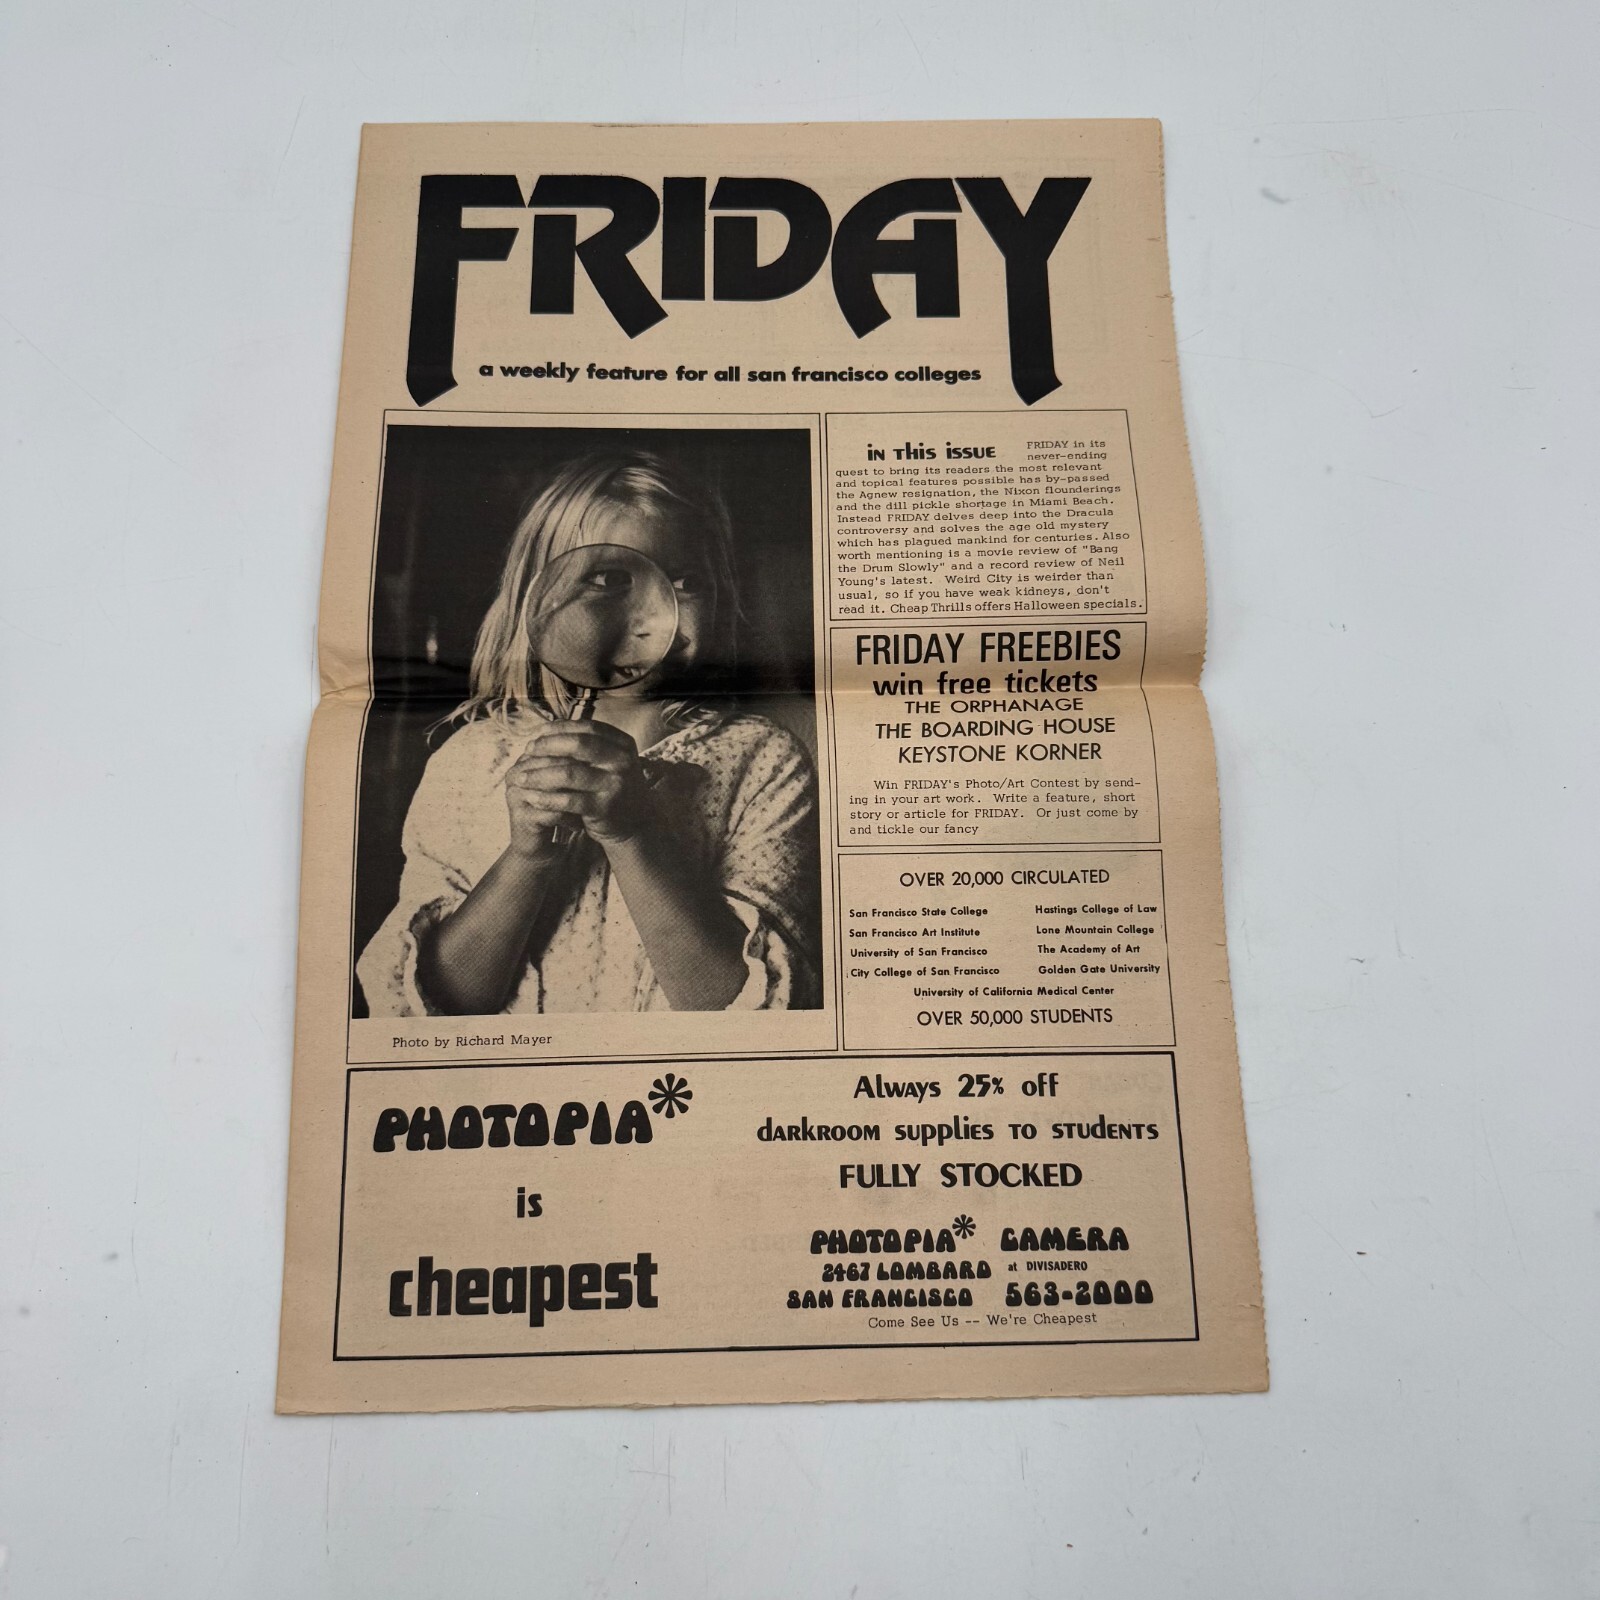 FRIDAY
a weekly feature for all san francisco colleges
in This issue FRIDAY in its
never-ending
quest to bring its readers the most relevant
and topical features possible has by-passed
the Agnew resignation, the Nixon flounderings
and the dill pickle shortage in Miami Beach.
Instead FRIDAY delves deep into the Dracula
controversy and solves the age old mystery
which has plagued mankind for centuries. Also
worth mentioning is a movie review of "Bang
the Drum Slowly" and a record review of Neil
Young's latest. Weird City is weirder than
usual, so if you have weak kidneys, don't
read it. Cheap Thrills offers Halloween specials.
FRIDAY FREEBIES
win free tickets
THE ORPHANAGE
THE BOARDING HOUSE
KEYSTONE KORNER
Win FRIDAY's Photo/Art Contest by send-
ing in your art work. Write a feature, short
story or article for FRIDAY. Or just come by
and tickle our fancy
OVER 20,000 CIRCULATED
San Francisco State College Hastings College of Law
San Francisco Art Institute Lone Mountain College
University of San Francisco The Academy of Art
City College of San Francisco Golden Gate University
University of California Medical Center
OVER 50,000 STUDENTS
Photo by Richard Mayer
PHOTOPIA*
is
cheapest
Always 25% off
darkroom supplies to students
FULLY STOCKED
PHOTOPIA* CAMERA
2467 LOMBARD at DIVISADERO
SAN FRANCISCO 563-2000
Come See Us -- We're Cheapest